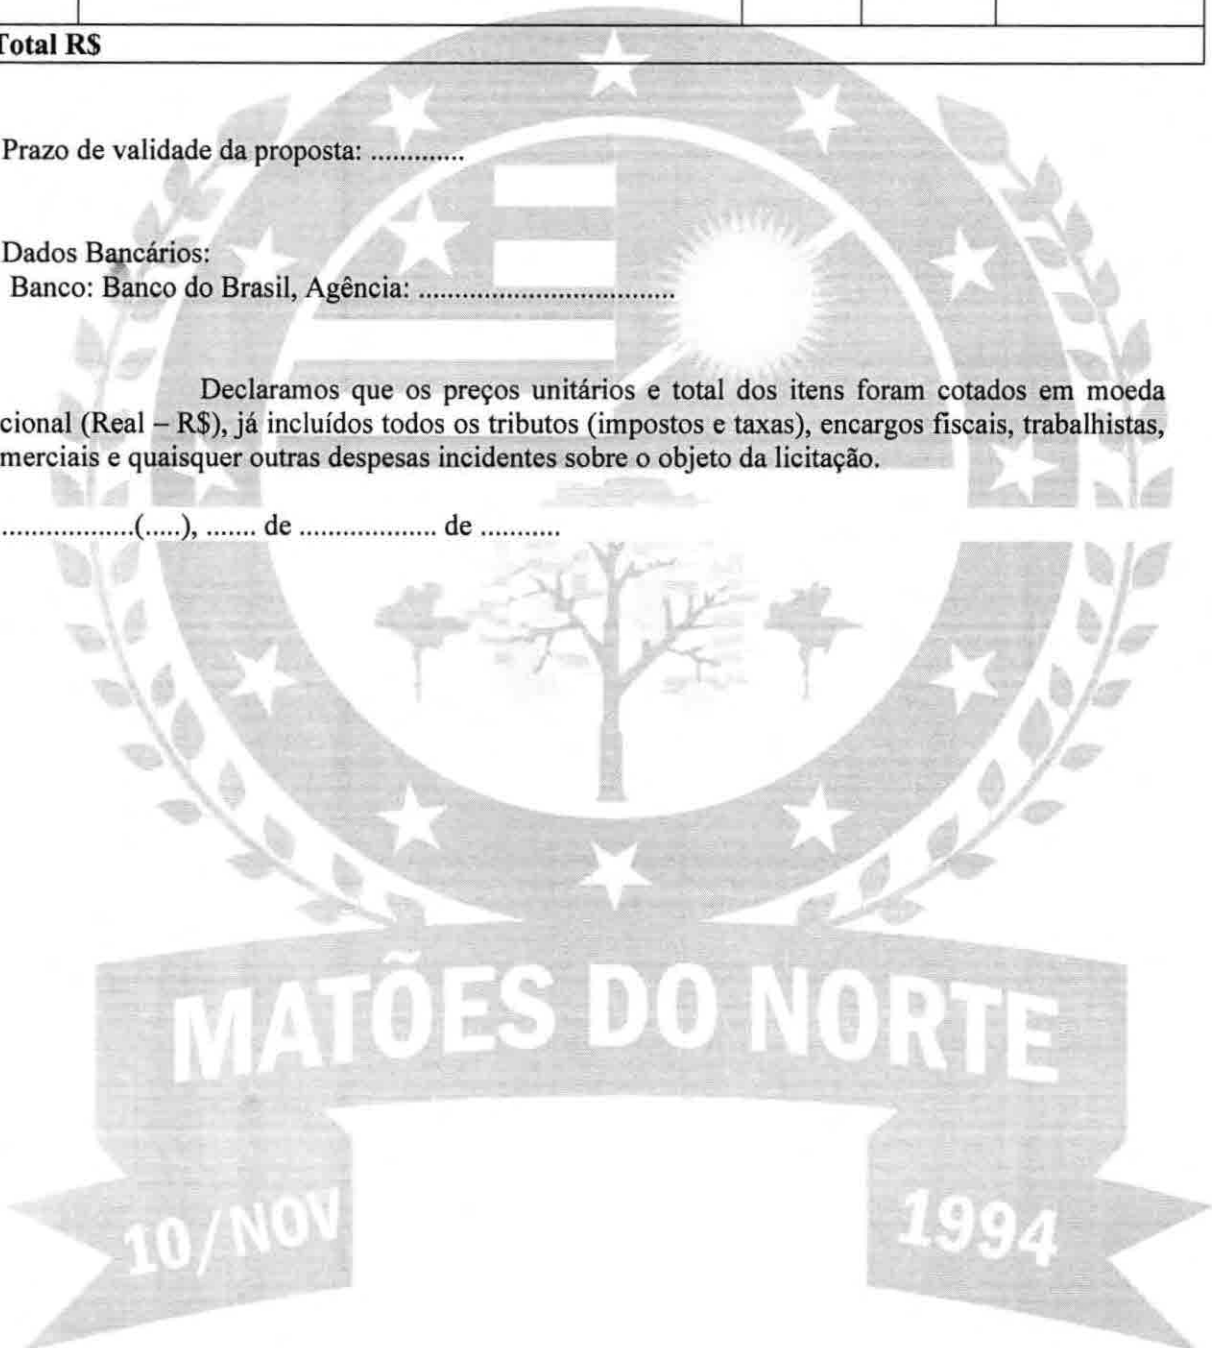 Total R$
Prazo de validade da proposta: .............
Dados Bancários:
Banco: Banco do Brasil, Agência: ....................................
Declaramos que os preços unitários e total dos itens foram cotados em moeda
cional (Real – R$), já incluídos todos os tributos (impostos e taxas), encargos fiscais, trabalhistas,
merciais e quaisquer outras despesas incidentes sobre o objeto da licitação.
..................(.....), ....... de ................... de ...........
MATÕES DO NORTE
10/NOV
1994